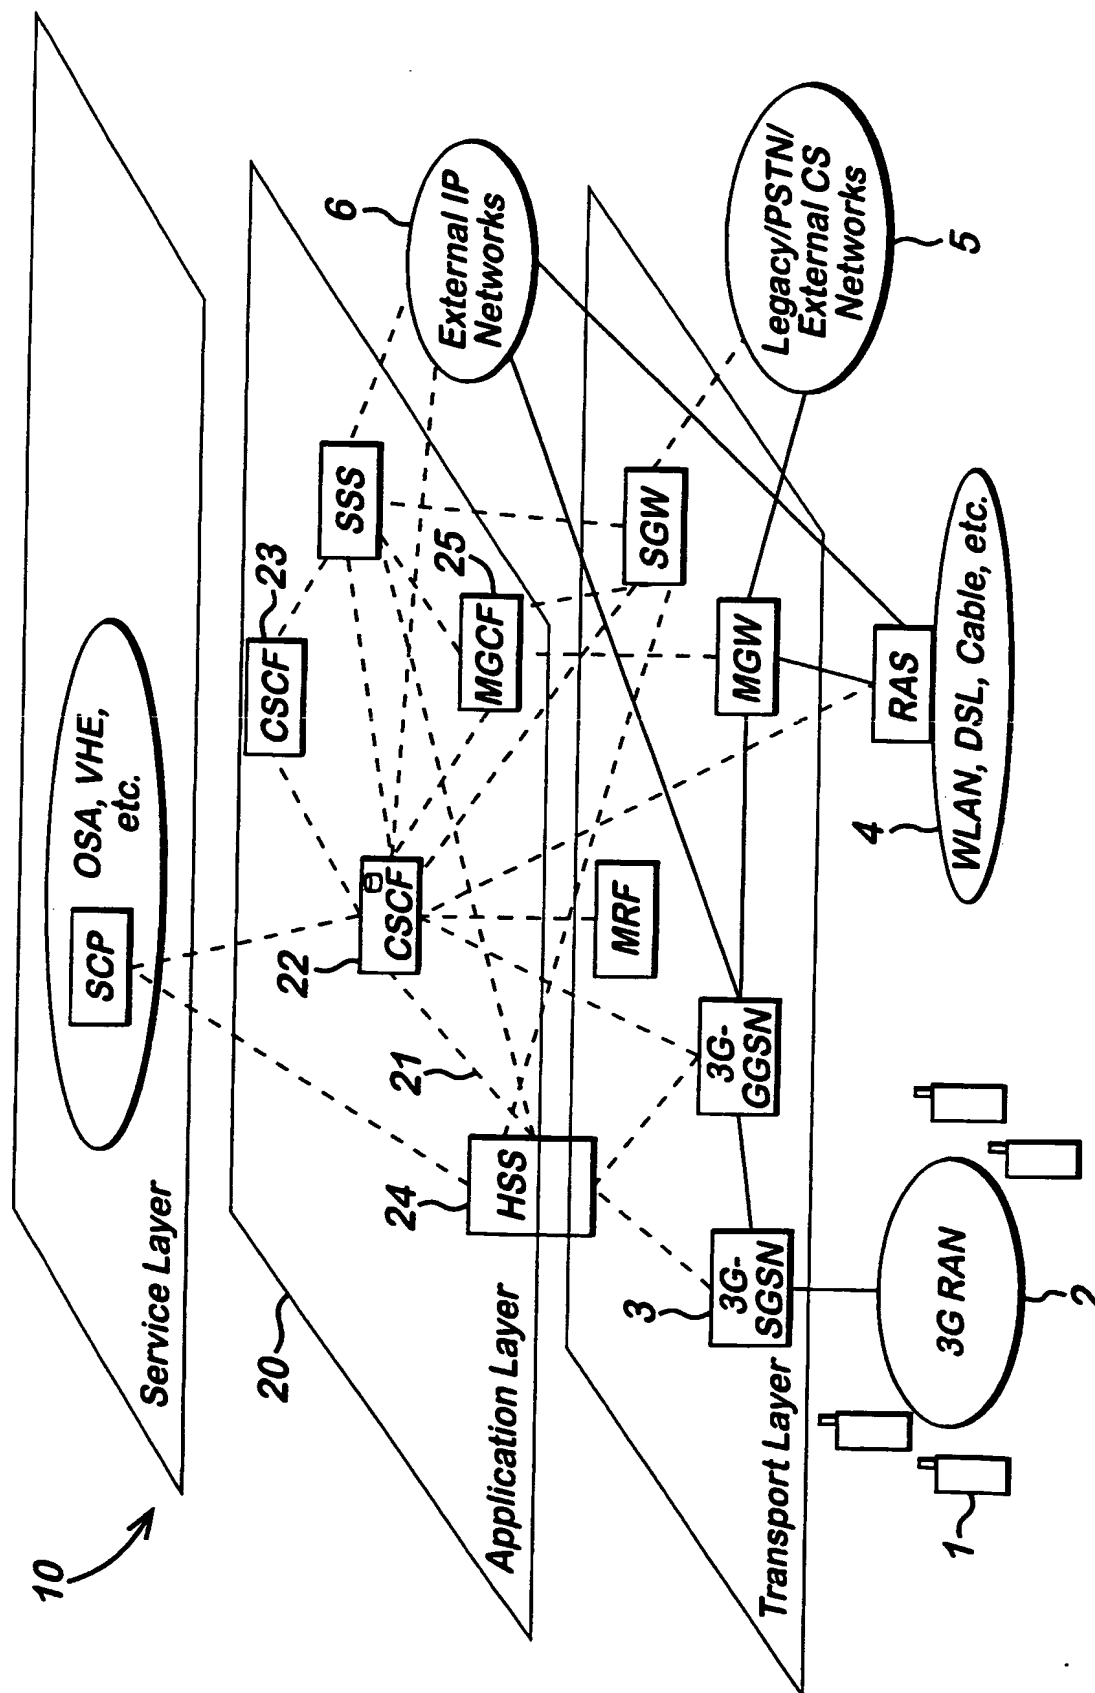 10
Service Layer
SCP
OSA, VHE,
etc.
20
Application Layer
24
HSS
21
22
CSCF
CSCF
23
SSS
MGCF
25
6
External IP
Networks
Transport Layer
3
3G-
SGSN
3G-
GGSN
MRF
MGW
SGW
Legacy/PSTN/
External CS
Networks
5
RAS
4
WLAN, DSL, Cable, etc.
3G RAN
2
1